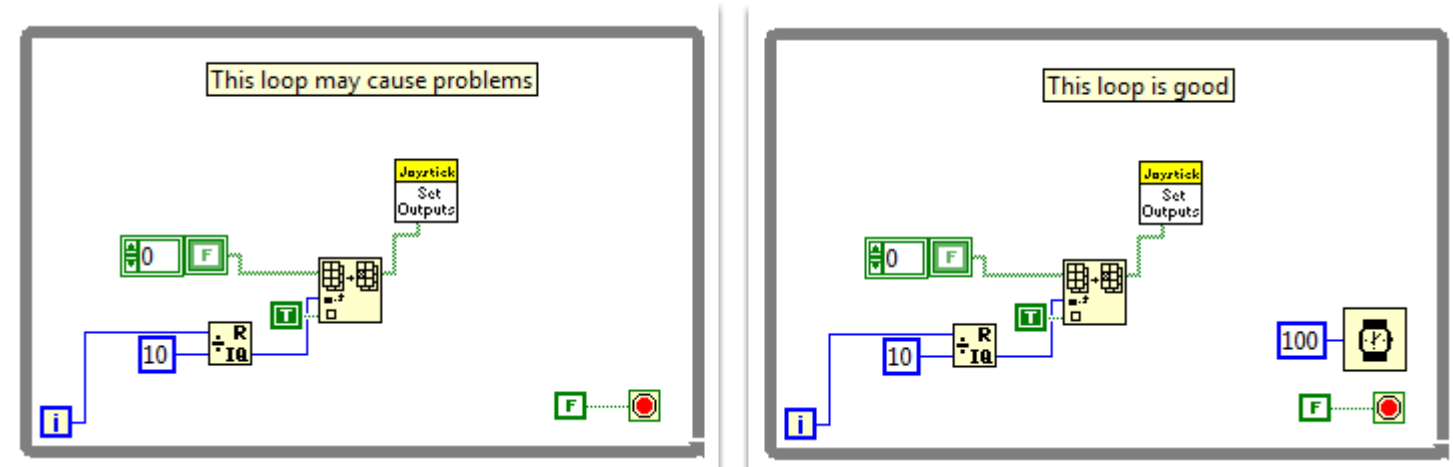 This loop may cause problems
Joystick
Set
Outputs
0
F
T
R
IQ
10
F
i
This loop is good
Joystick
Set
Outputs
0
F
T
R
IQ
10
100
F
i